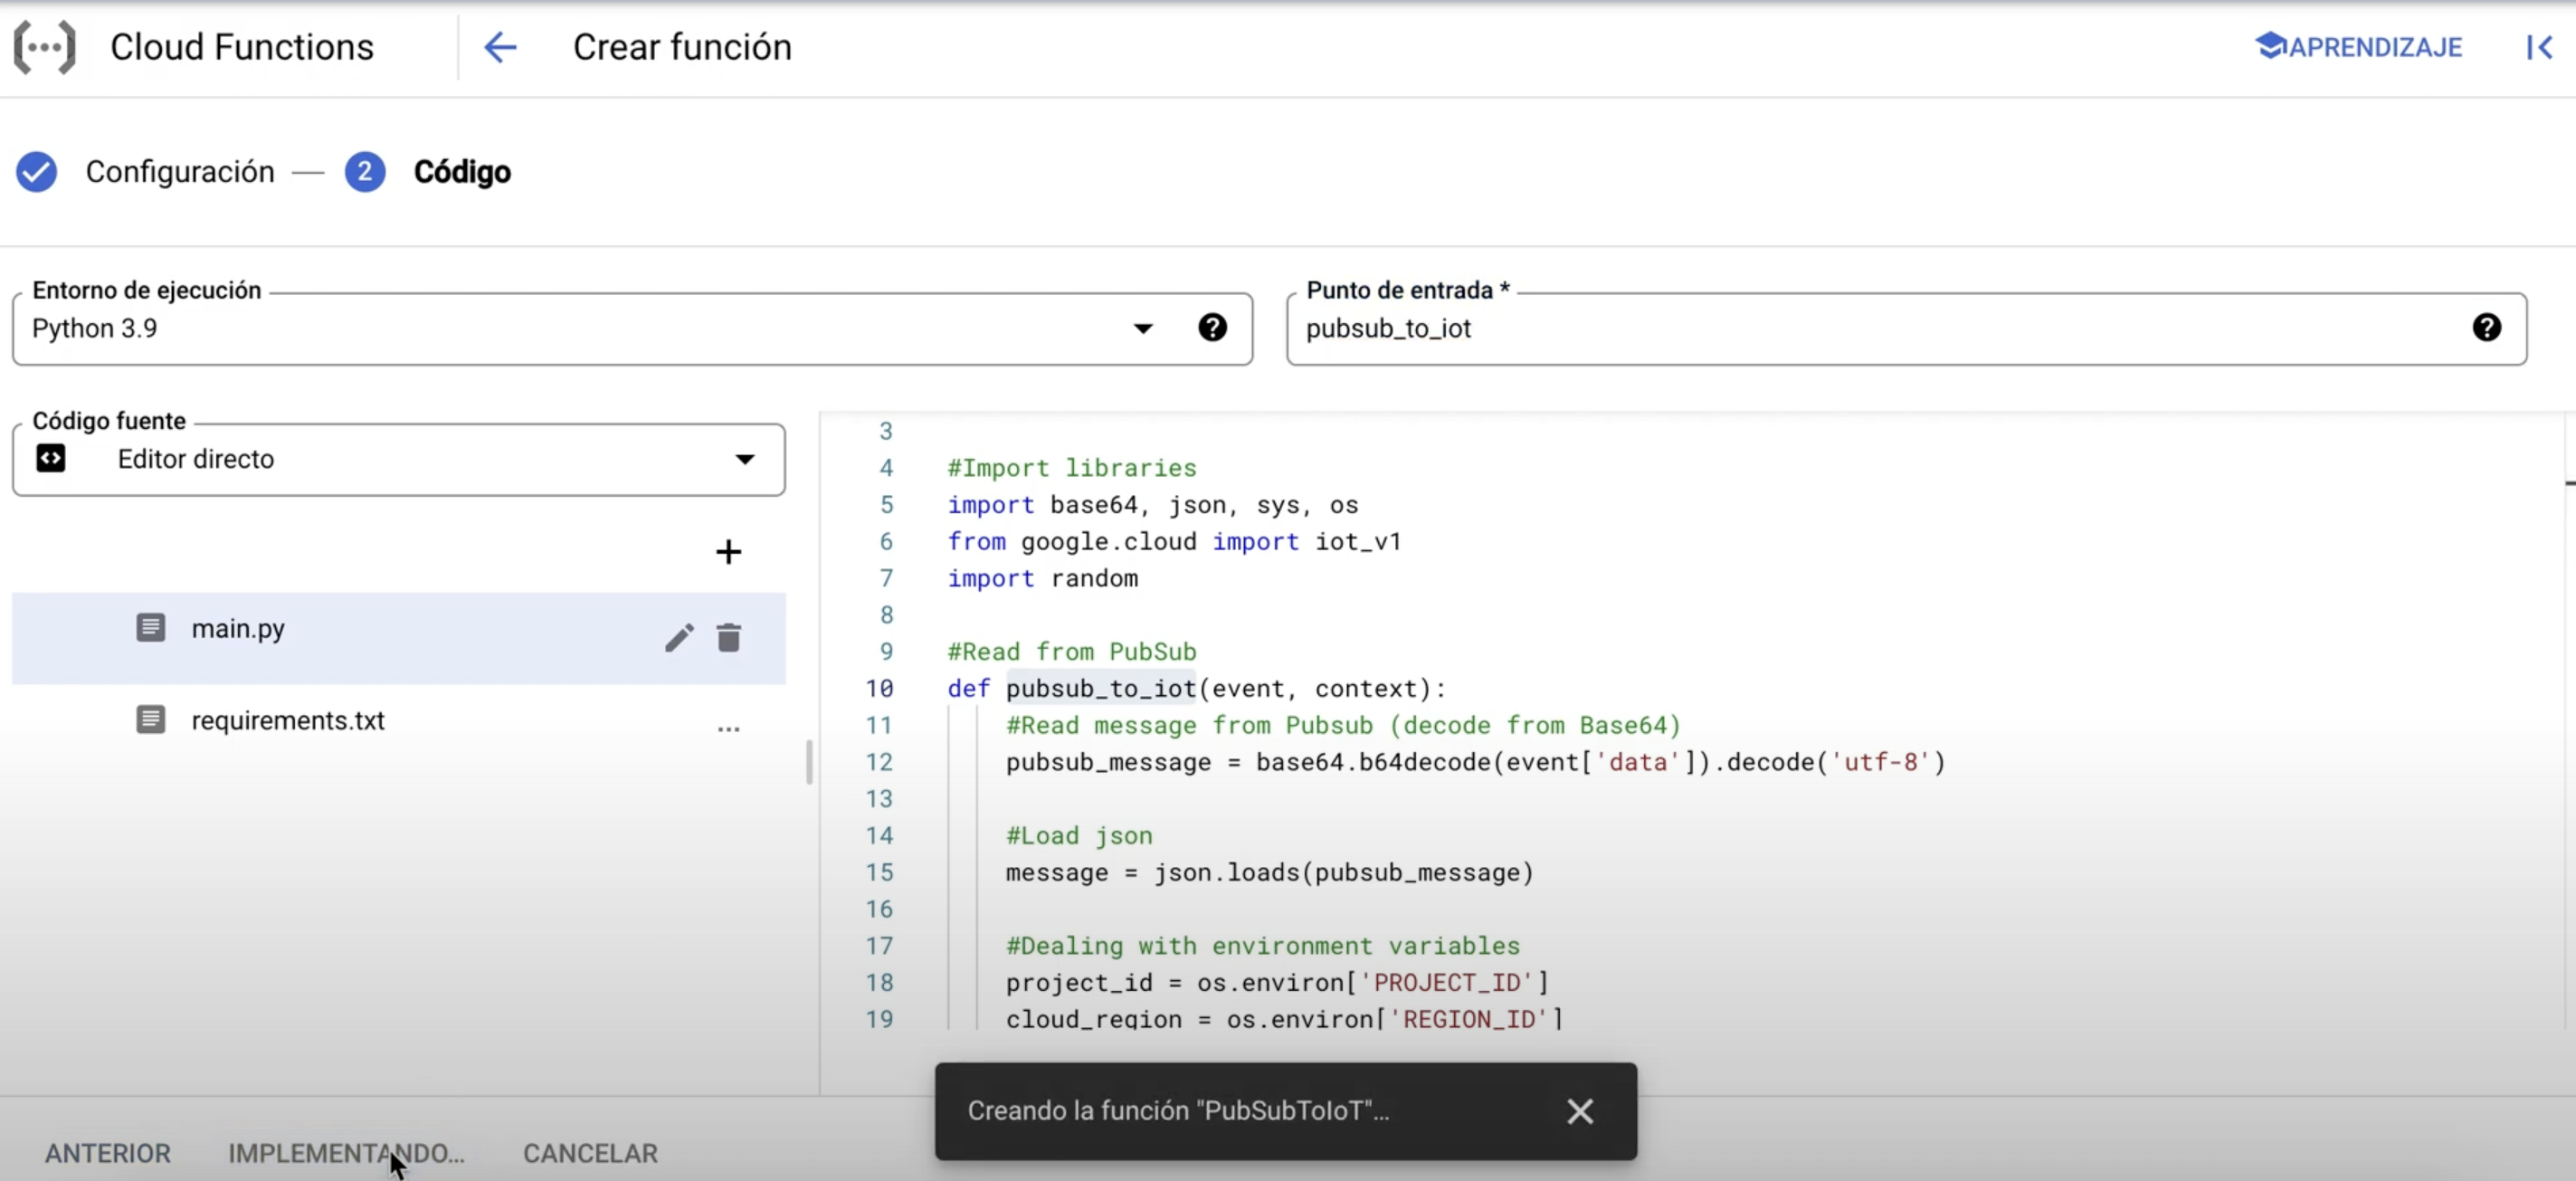 Cloud Functions
Crear función
APRENDIZAJE
Configuración — 2 Código
Entorno de ejecución
Python 3.9
Punto de entrada *
pubsub_to_iot
Código fuente
Editor directo
main.py
requirements.txt
...
3
4 #Import libraries
5 import base64, json, sys, os
6 from google.cloud import iot_v1
7 import random
8
9 #Read from PubSub
10 def pubsub_to_iot(event, context):
11 #Read message from Pubsub (decode from Base64)
12 pubsub_message = base64.b64decode(event['data']).decode('utf-8')
13
14 #Load json
15 message = json.loads(pubsub_message)
16
17 #Dealing with environment variables
18 project_id = os.environ['PROJECT_ID']
19 cloud_region = os.environ['REGION_ID']
Creando la función "PubSubToIoT"...
ANTERIOR
IMPLEMENTANDO...
CANCELAR